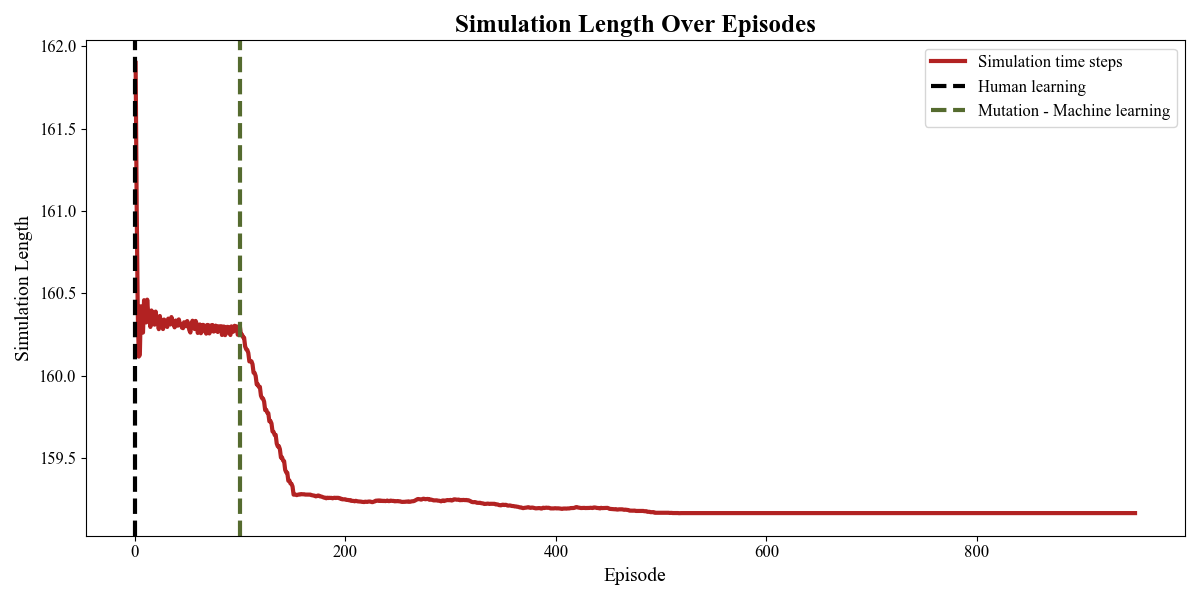 Simulation Length Over Episodes
Simulation time steps
Human learning
Mutation - Machine learning
Simulation Length
162.0
161.5
161.0
160.5
160.0
159.5
0 200 400 600 800
Episode